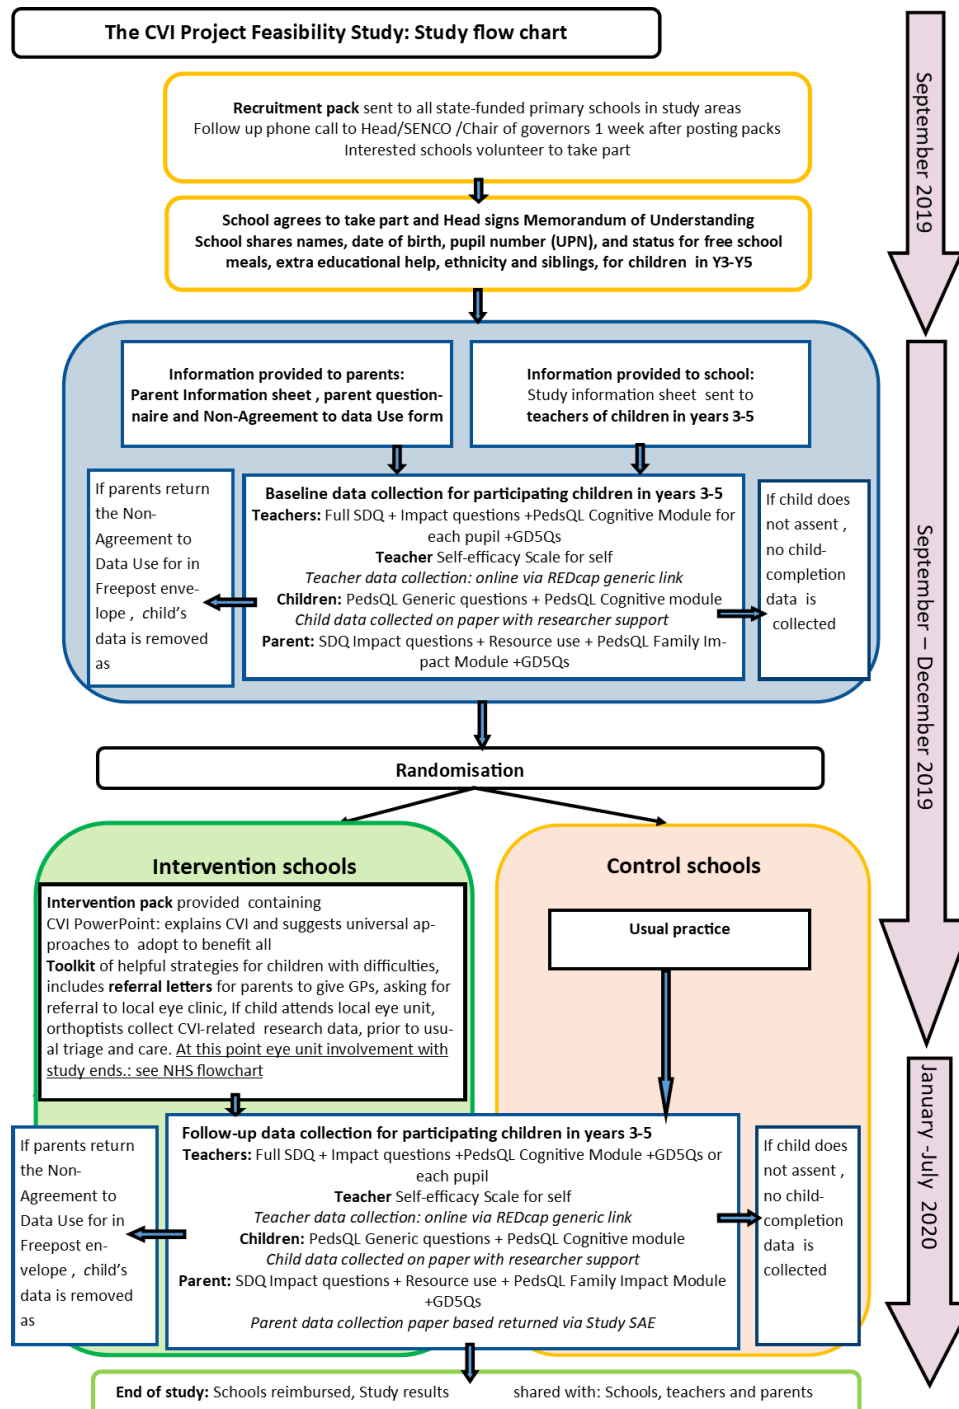 The CVI Project Feasibility Study: Study flow chart
Recruitment pack sent to all state-funded primary schools in study areas
Follow up phone call to Head/SENCO /Chair of governors 1 week after posting packs
Interested schools volunteer to take part
September 2019
School agrees to take part and Head signs Memorandum of Understanding
School shares names, date of birth, pupil number (UPN), and status for free school
meals, extra educational help, ethnicity and siblings, for children in Y3-Y5
Information provided to parents:
Parent Information sheet , parent question-
naire and Non-Agreement to data Use form
Information provided to school:
Study information sheet sent to
teachers of children in years 3-5
September – December 2019
If parents return
the Non-
Agreement to
Data Use for in
Freepost enve-
lope , child's
data is removed
as
Baseline data collection for participating children in years 3-5
Teachers: Full SDQ + Impact questions +PedsQL Cognitive Module for
each pupil +GD5Qs
Teacher Self-efficacy Scale for self
Teacher data collection: online via REDcap generic link
Children: PedsQL Generic questions + PedsQL Cognitive module
Child data collected on paper with researcher support
Parent: SDQ Impact questions + Resource use + PedsQL Family Im-
pact Module +GD5Qs
If child does
not assent ,
no child-
completion
data is
collected
Randomisation
Intervention schools
Intervention pack provided containing
CVI PowerPoint: explains CVI and suggests universal ap-
proaches to adopt to benefit all
Toolkit of helpful strategies for children with difficulties,
includes referral letters for parents to give GPs, asking for
referral to local eye clinic, If child attends local eye unit,
orthoptists collect CVI-related research data, prior to usu-
al triage and care. At this point eye unit involvement with
study ends.: see NHS flowchart
Control schools
Usual practice
January -July 2020
If parents return
the Non-
Agreement to
Data Use for in
Freepost en-
velope , child's
data is removed
as
Follow-up data collection for participating children in years 3-5
Teachers: Full SDQ + Impact questions +PedsQL Cognitive Module +GD5Qs or
each pupil
Teacher Self-efficacy Scale for self
Teacher data collection: online via REDcap generic link
Children: PedsQL Generic questions + PedsQL Cognitive module
Child data collected on paper with researcher support
Parent: SDQ Impact questions + Resource use + PedsQL Family Impact Module
+GD5Qs
Parent data collection paper based returned via Study SAE
If child does
not assent ,
no child-
completion
data is
collected
End of study: Schools reimbursed, Study results shared with: Schools, teachers and parents